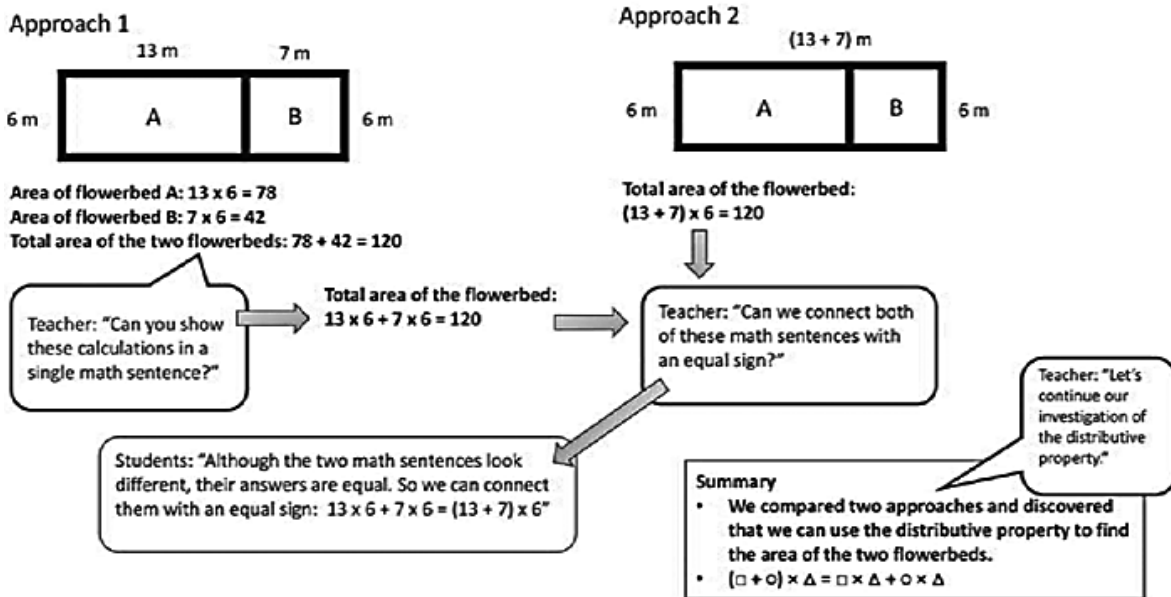 Approach 1
13 m
7 m
6 m
A
B
6 m
Area of flowerbed A: 13 x 6 = 78
Area of flowerbed B: 7 x 6 = 42
Total area of the two flowerbeds: 78 + 42 = 120
Teacher: "Can you show
these calculations in a
single math sentence?"
Total area of the flowerbed:
13 x 6 + 7 x 6 = 120
Approach 2
(13 + 7) m
6 m
A
B
6 m
Total area of the flowerbed:
(13 + 7) x 6 = 120
Teacher: "Can we connect both
of these math sentences with
an equal sign?"
Students: "Although the two math sentences look
different, their answers are equal. So we can connect
them with an equal sign: 13 x 6 + 7 x 6 = (13 + 7) x 6"
Teacher: "Let's
continue our
investigation of
the distributive
property."
Summary
• We compared two approaches and discovered
that we can use the distributive property to find
the area of the two flowerbeds.
• (□ + ○) × Δ = □ × Δ + ○ × Δ